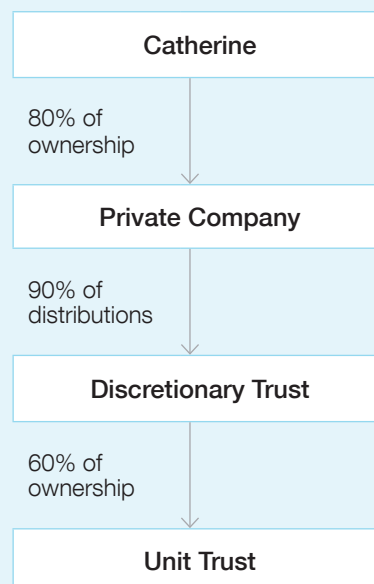 Catherine
80% of
ownership
Private Company
90% of
distributions
Discretionary Trust
60% of
ownership
Unit Trust